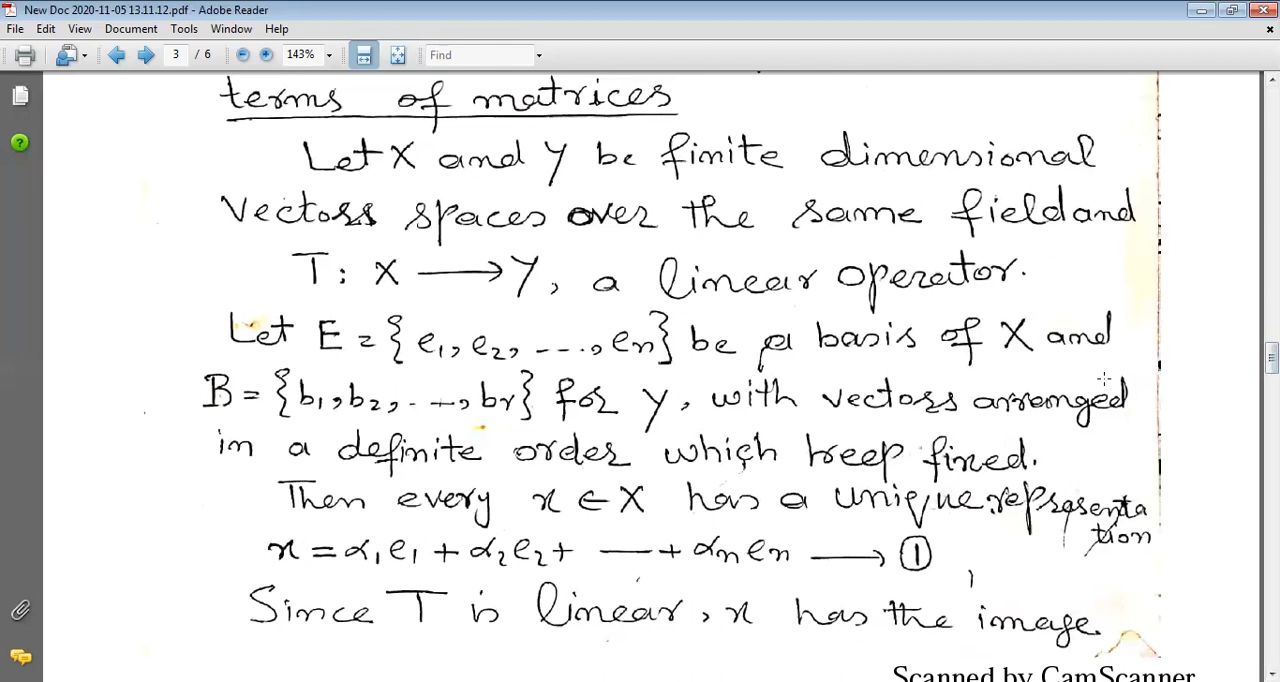 New Doc 2020-11-05 13.11.12.pdf - Adobe Reader
File Edit View Document Tools Window Help
3 / 6 143% Find
terms of matrices
Let X and Y be finite dimensional
Vectorss spaces over the same field and
T: X ⟶ Y, a linear operator.
Let E = {e1, e2, ...., en} be a basis of X and
B = {b1, b2, ..., br} for Y, with vectors arranged
in a definite order which keep fixed.
Then every x ∈ X has a unique representa
tion
x = α1e1 + α2e2 + — + αnen ⟶ ①
Since T is linear, x has the image.
Scanned by CamScanner